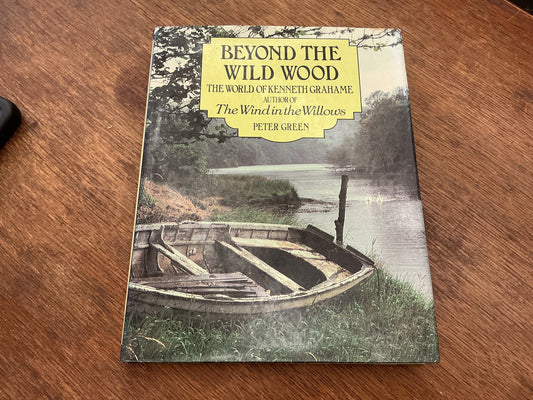 BEYOND THE
WILD WOOD
THE WORLD OF KENNETH GRAHAME
AUTHOR OF
The Wind in the Willows
PETER GREEN